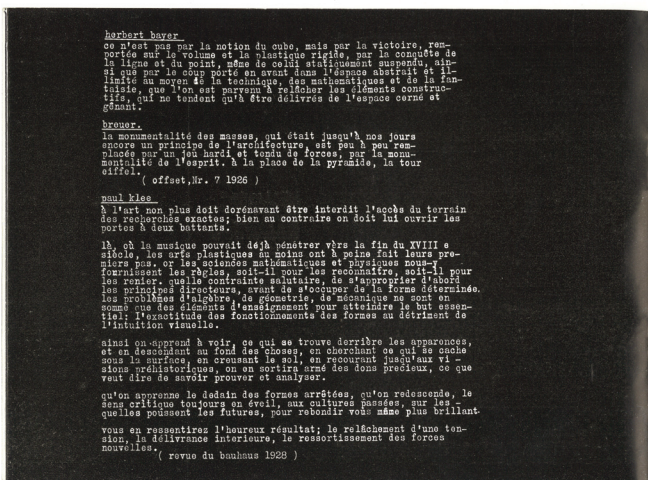 herbert bayer
ce n'est pas par la notion du cube, mais par la victoire, rem-
portée sur le volume et la plastique rigide, par la conquête de
la ligne et du point, même de celui statiquement suspendu, ain-
si que par le coup porté en avant dans l'éspace abstrait et il-
limité au moyen de la technique, des mathématiques et de la fan-
taisie, que l'on est parvenu à relâcher les éléments construc-
tifs, qui ne tendent qu'à être délivrés de l'espace cerné et
gênant.
breuer.
la monumentalité des masses, qui était jusqu'à nos jours
encore un principe de l'architecture, est peu à peu rem-
placée par un jeu hardi et tendu de forces, par la monu-
mentalité de l'esprit. à la place de la pyramide, la tour
eiffel.
( offset,Nr. 7 1926 )
paul klee
à l'art non plus doit dorénavant être interdit l'accès du terrain
des recherches exactes; bien au contraire on doit lui ouvrir les
portes à deux battants.
là, où la musique pouvait déjà pénétrer vèrs la fin du XVIII e
siècle, les arts plastiques au moins ont à peine fait leurs pre-
miers pas. or les sciences mathématiques et physiques nous-y
fournissent les règles, soit-il pour les reconnaître, soit-il pour
les renier. quelle contrainte salutaire, de s'approprier d'abord
les principes directeurs, avant de s'occuper de la forme déterminée.
les problèmes d'algèbre, de géometrie, de mécanique ne sont en
somme que des éléments d'enseignement pour atteindre le but essen-
tiel: l'exactitude des fonctionnements des formes au détriment de
l'intuition visuelle.
ainsi on apprend à voir, ce qui se trouve derrière les apparences,
et en descendant au fond des choses, en cherchant ce qui se cache
sous la surface, en creusant le sol, en recourant jusqu'aux vi -
sions préhistoriques, on en sortira armé des dons precieux, ce que
veut dire de savoir prouver et analyser.
qu'on apprenne le dedain des formes arrêtées, qu'on redescende, le
sens critique toujours en éveil, aux cultures passées, sur les -
quelles poussent les futures, pour rebondir vous même plus brillant.
vous en ressentirez l'heureux résultat; le relâchement d'une ten-
sion, la délivrance interieure, le ressortissement des forces
nouvelles.
( revue du bauhaus 1928 )